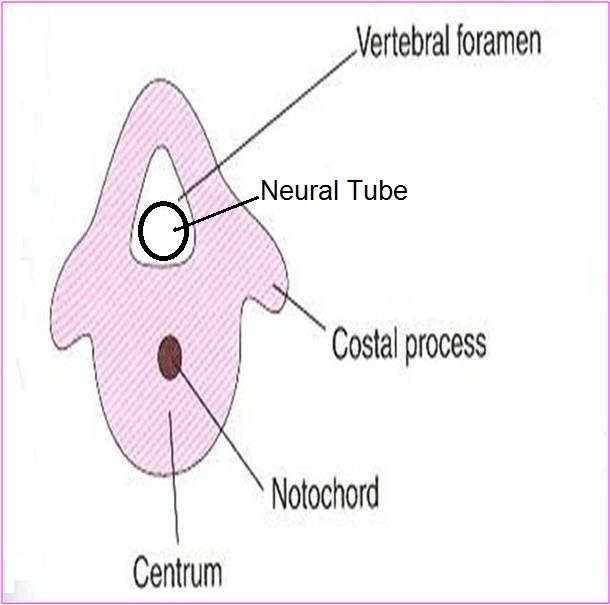 Vertebral foramen
Neural Tube
Costal process
Notochord
Centrum